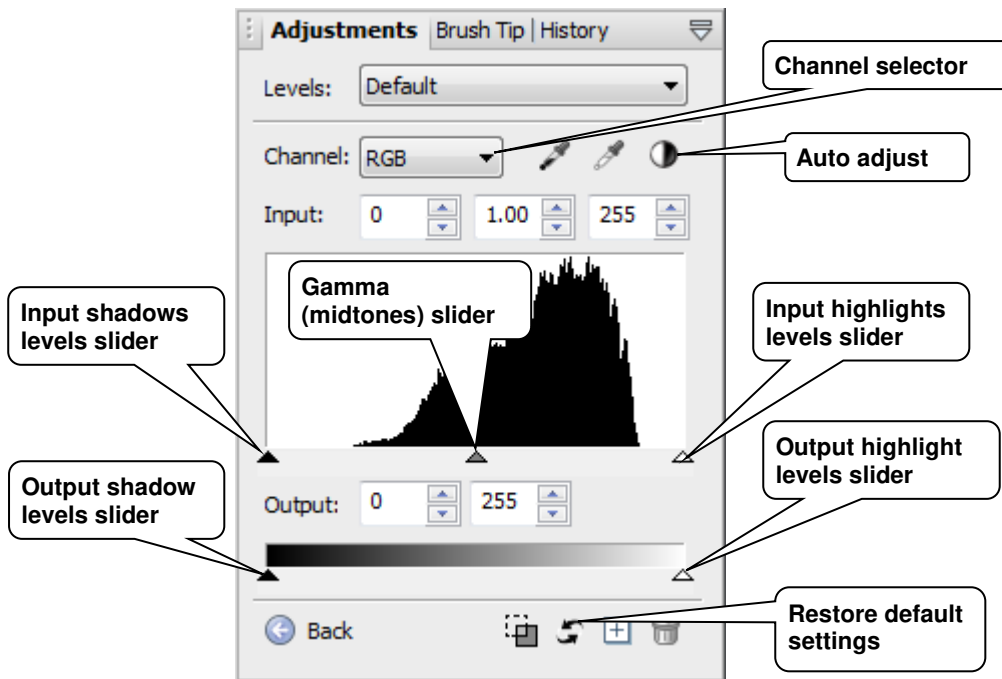 Adjustments Brush Tip | History
Channel selector
Levels: Default
Channel: RGB
Auto adjust
Input: 0 1.00 255
Gamma
(midtones) slider
Input shadows
levels slider
Input highlights
levels slider
Output highlight
levels slider
Output shadow
levels slider
Output: 0 255
Restore default
settings
Back